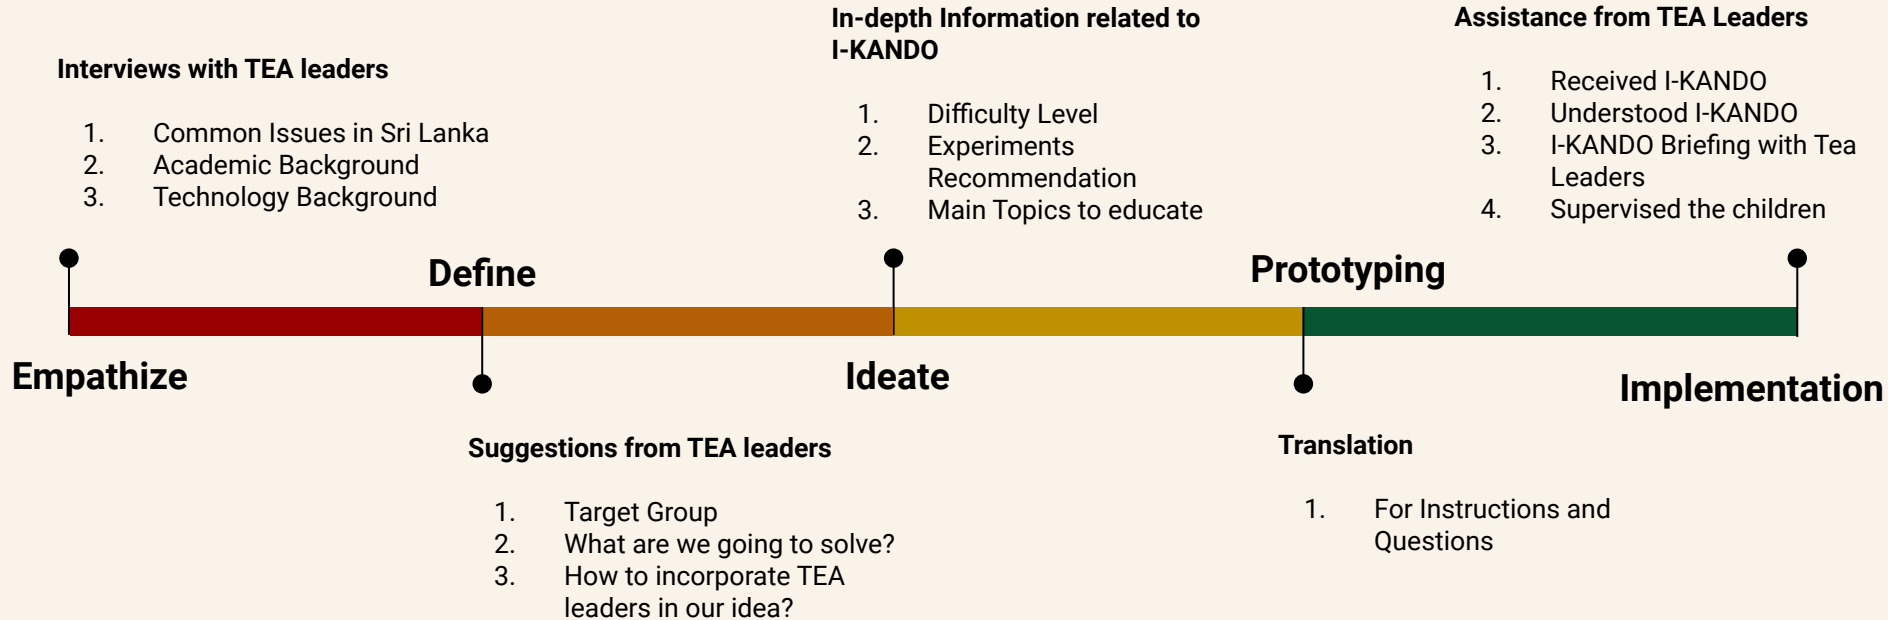 Interviews with TEA leaders
1. Common Issues in Sri Lanka
2. Academic Background
3. Technology Background
In-depth Information related to
I-KANDO
1. Difficulty Level
2. Experiments
Recommendation
3. Main Topics to educate
Assistance from TEA Leaders
1. Received I-KANDO
2. Understood I-KANDO
3. I-KANDO Briefing with Tea
Leaders
4. Supervised the children
Define
Prototyping
Empathize
Ideate
Implementation
Suggestions from TEA leaders
1. Target Group
2. What are we going to solve?
3. How to incorporate TEA
leaders in our idea?
Translation
1. For Instructions and
Questions